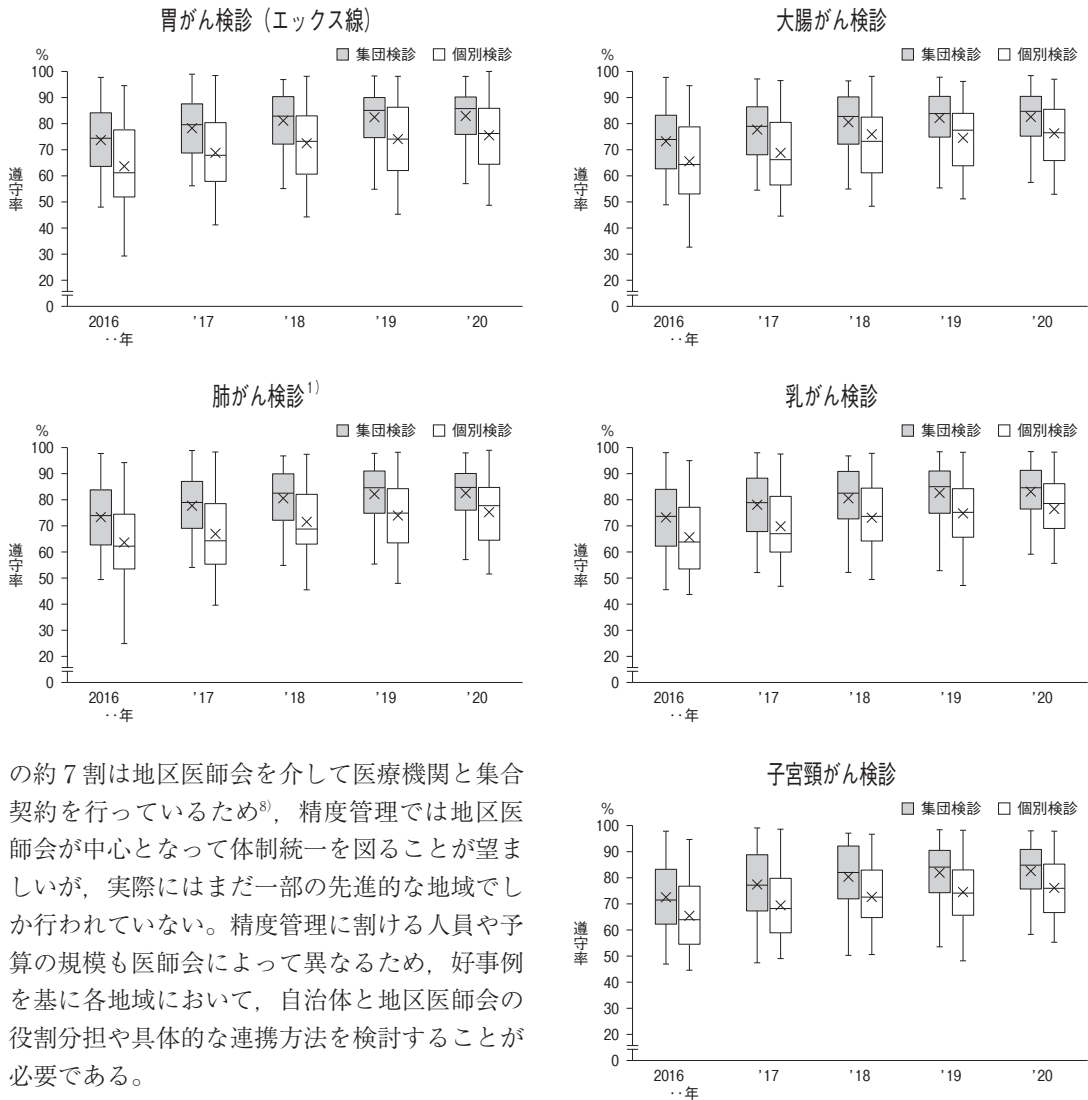 胃がん検診（エックス線）
%
集団検診 個別検診
100
90
80
70
60
50
40
30
20
0
遵守率
2016 ’17 ’18 ’19 ’20
‥年
大腸がん検診
%
集団検診 個別検診
100
90
80
70
60
50
40
30
20
0
遵守率
2016 ’17 ’18 ’19 ’20
‥年
肺がん検診1)
%
集団検診 個別検診
100
90
80
70
60
50
40
30
20
0
遵守率
2016 ’17 ’18 ’19 ’20
‥年
乳がん検診
%
集団検診 個別検診
100
90
80
70
60
50
40
30
20
0
遵守率
2016 ’17 ’18 ’19 ’20
‥年
の約７割は地区医師会を介して医療機関と集合
契約を行っているため8)，精度管理では地区医
師会が中心となって体制統一を図ることが望ま
しいが，実際にはまだ一部の先進的な地域でし
か行われていない。精度管理に割ける人員や予
算の規模も医師会によって異なるため，好事例
を基に各地域において，自治体と地区医師会の
役割分担や具体的な連携方法を検討することが
必要である。
子宮頸がん検診
%
集団検診 個別検診
100
90
80
70
60
50
40
30
20
0
遵守率
2016 ’17 ’18 ’19 ’20
‥年